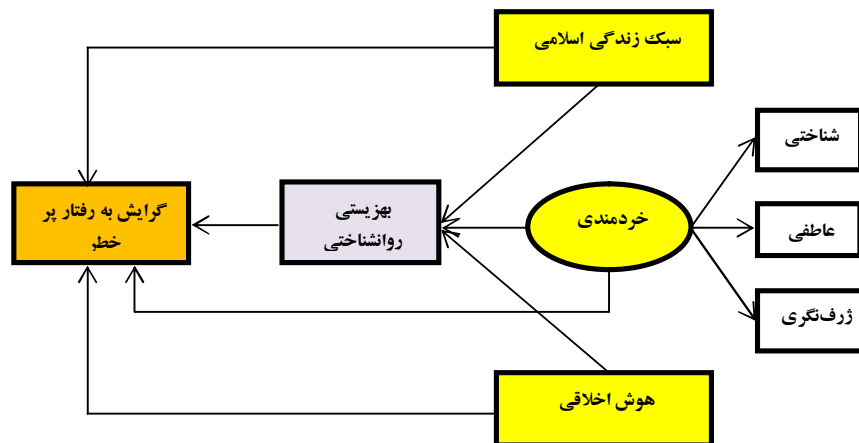 سبک زندگی اسلامی
شناختی
گرایش به رفتار پر
خطر
بهزیستی
روانشناختی
خردمندی
عاطفی
ژرف‌نگری
هوش اخلاقی